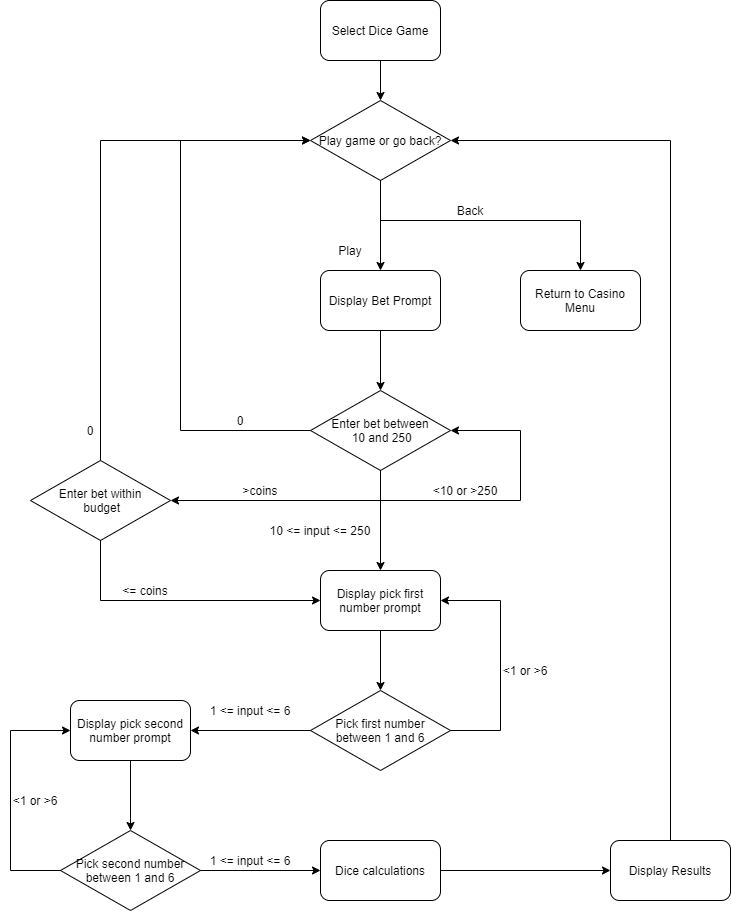 Select Dice Game
Play game or go back?
Back
Play
Display Bet Prompt
Return to Casino
Menu
0
Enter bet between
10 and 250
0
Enter bet within
budget
>coins
<10 or >250
10 <= input <= 250
<= coins
Display pick first
number prompt
<1 or >6
1 <= input <= 6
Pick first number
between 1 and 6
Display pick second
number prompt
<1 or >6
Pick second number
between 1 and 6
1 <= input <= 6
Dice calculations
Display Results